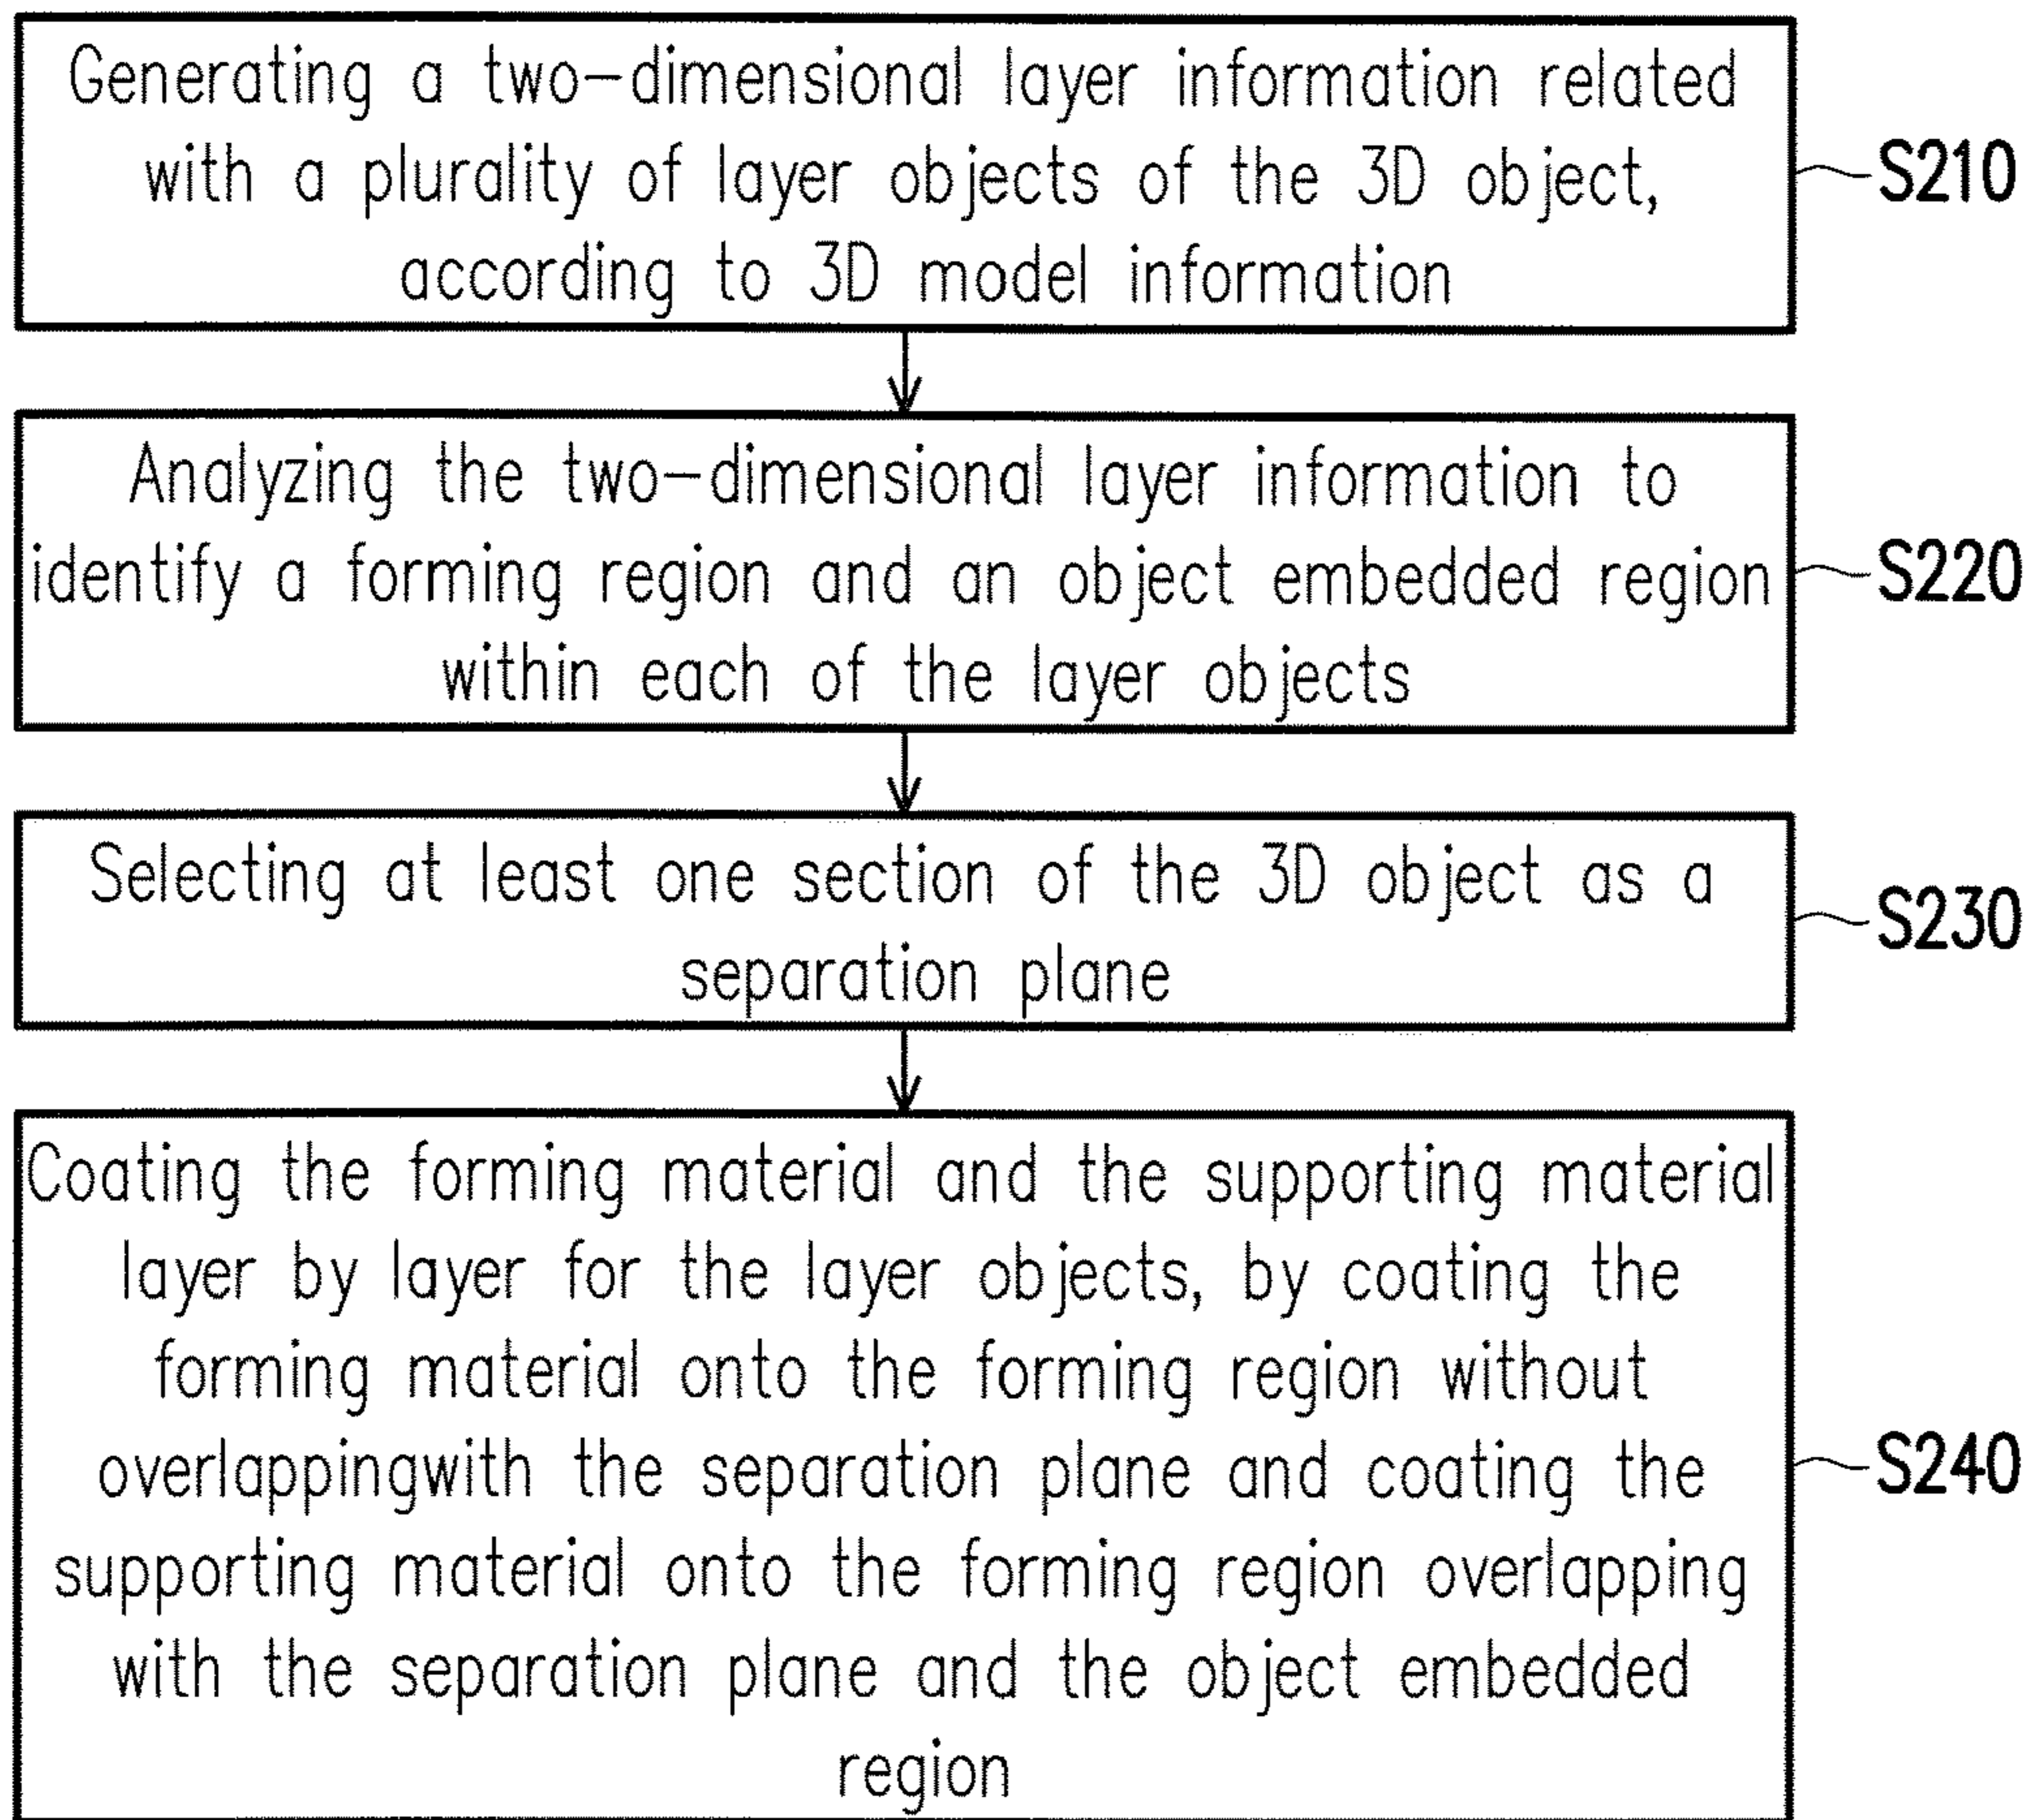 Generating a two-dimensional layer information related
with a plurality of layer objects of the 3D object,
according to 3D model information
S210
Analyzing the two-dimensional layer information to
identify a forming region and an object embedded region
within each of the layer objects
S220
Selecting at least one section of the 3D object as a
separation plane
S230
Coating the forming material and the supporting material
layer by layer for the layer objects, by coating the
forming material onto the forming region without
overlappingwith the separation plane and coating the
supporting material onto the forming region overlapping
with the separation plane and the object embedded
region
S240